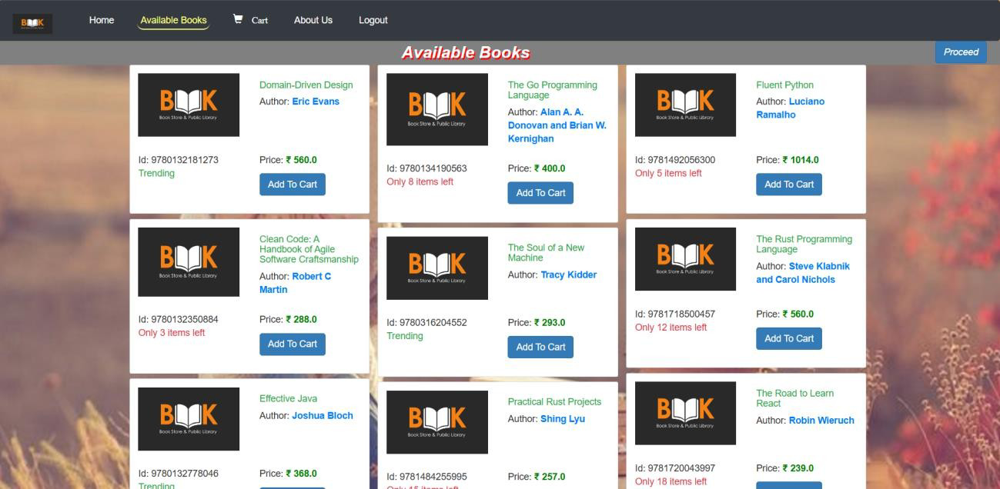 BOOK
Home
Available Books
Cart
About Us
Logout
Available Books
Proceed
BOOK
Book Store & Public Library
Domain-Driven Design
Author: Eric Evans
Id: 9780132181273
Trending
Price: ₹ 560.0
Add To Cart
BOOK
Book Store & Public Library
The Go Programming
Language
Author: Alan A. A.
Donovan and Brian W.
Kernighan
Id: 9780134190563
Only 8 items left
Price: ₹ 400.0
Add To Cart
BOOK
Book Store & Public Library
Fluent Python
Author: Luciano
Ramalho
Id: 9781492056300
Only 5 items left
Price: ₹ 1014.0
Add To Cart
BOOK
Book Store & Public Library
Clean Code: A
Handbook of Agile
Software Craftsmanship
Author: Robert C
Martin
Id: 9780132350884
Only 3 items left
Price: ₹ 288.0
Add To Cart
BOOK
Book Store & Public Library
The Soul of a New
Machine
Author: Tracy Kidder
Id: 9780316204552
Trending
Price: ₹ 293.0
Add To Cart
BOOK
Book Store & Public Library
The Rust Programming
Language
Author: Steve Klabnik
and Carol Nichols
Id: 9781718500457
Only 12 items left
Price: ₹ 560.0
Add To Cart
BOOK
Book Store & Public Library
Effective Java
Author: Joshua Bloch
Id: 9780132778046
Trending
Price: ₹ 368.0
BOOK
Book Store & Public Library
Practical Rust Projects
Author: Shing Lyu
Id: 9781484255995
Only 15 items left
Price: ₹ 257.0
BOOK
Book Store & Public Library
The Road to Learn
React
Author: Robin Wieruch
Id: 9781720043997
Only 18 items left
Price: ₹ 239.0